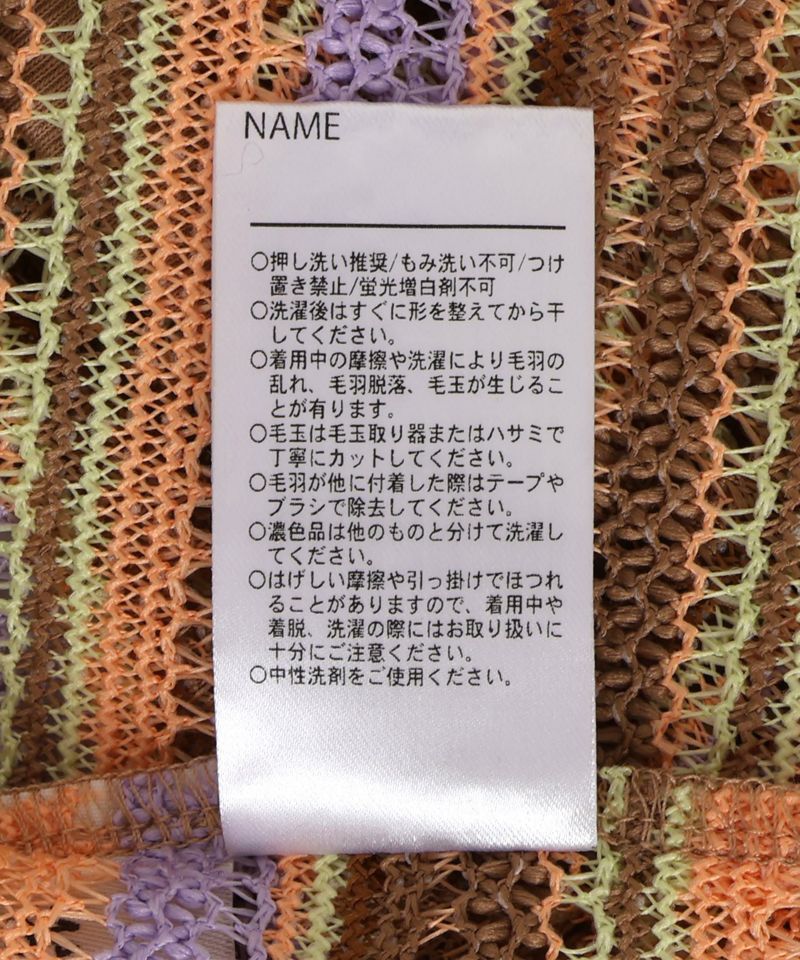 NAME
○押し洗い推奨/もみ洗い不可/つけ
置き禁止/蛍光増白剤不可
○洗濯後はすぐに形を整えてから干
してください。
○着用中の摩擦や洗濯により毛羽の
乱れ、毛羽脱落、毛玉が生じるこ
とが有ります。
○毛玉は毛玉取り器またはハサミで
丁寧にカットしてください。
○毛羽が他に付着した際はテープや
ブラシで除去してください。
○濃色品は他のものと分けて洗濯し
てください。
○はげしい摩擦や引っ掛けでほつれ
ることがありますので、着用中や
着脱、洗濯の際にはお取り扱いに
十分にご注意ください。
○中性洗剤をご使用ください。